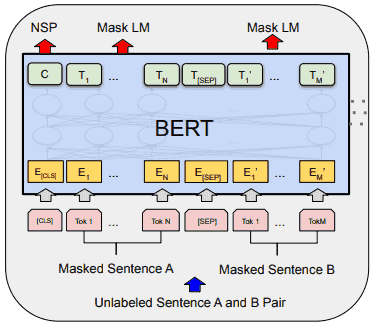 NSP Mask LM Mask LM
C T1 ... TN T[SEP] T1' ... TM'
BERT
E[CLS] E1 ... EN E[SEP] E1' ... EM'
[CLS] Tok 1 ... Tok N [SEP] Tok 1 ... TokM
Masked Sentence A Masked Sentence B
Unlabeled Sentence A and B Pair